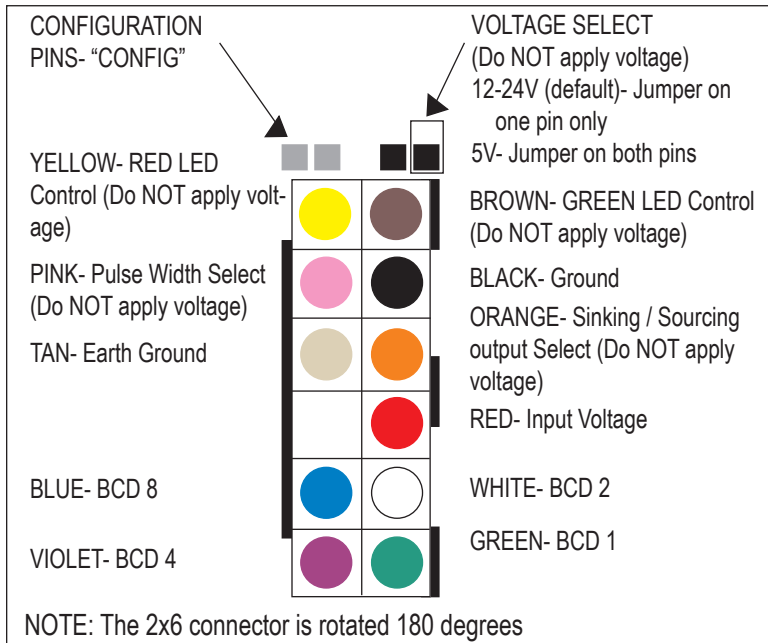 CONFIGURATION
PINS- “CONFIG”
VOLTAGE SELECT
(Do NOT apply voltage)
12-24V (default)- Jumper on
one pin only
5V- Jumper on both pins
YELLOW- RED LED
Control (Do NOT apply volt-
age)
BROWN- GREEN LED Control
(Do NOT apply voltage)
PINK- Pulse Width Select
(Do NOT apply voltage)
BLACK- Ground
TAN- Earth Ground
ORANGE- Sinking / Sourcing
output Select (Do NOT apply
voltage)
RED- Input Voltage
BLUE- BCD 8
WHITE- BCD 2
VIOLET- BCD 4
GREEN- BCD 1
NOTE: The 2x6 connector is rotated 180 degrees